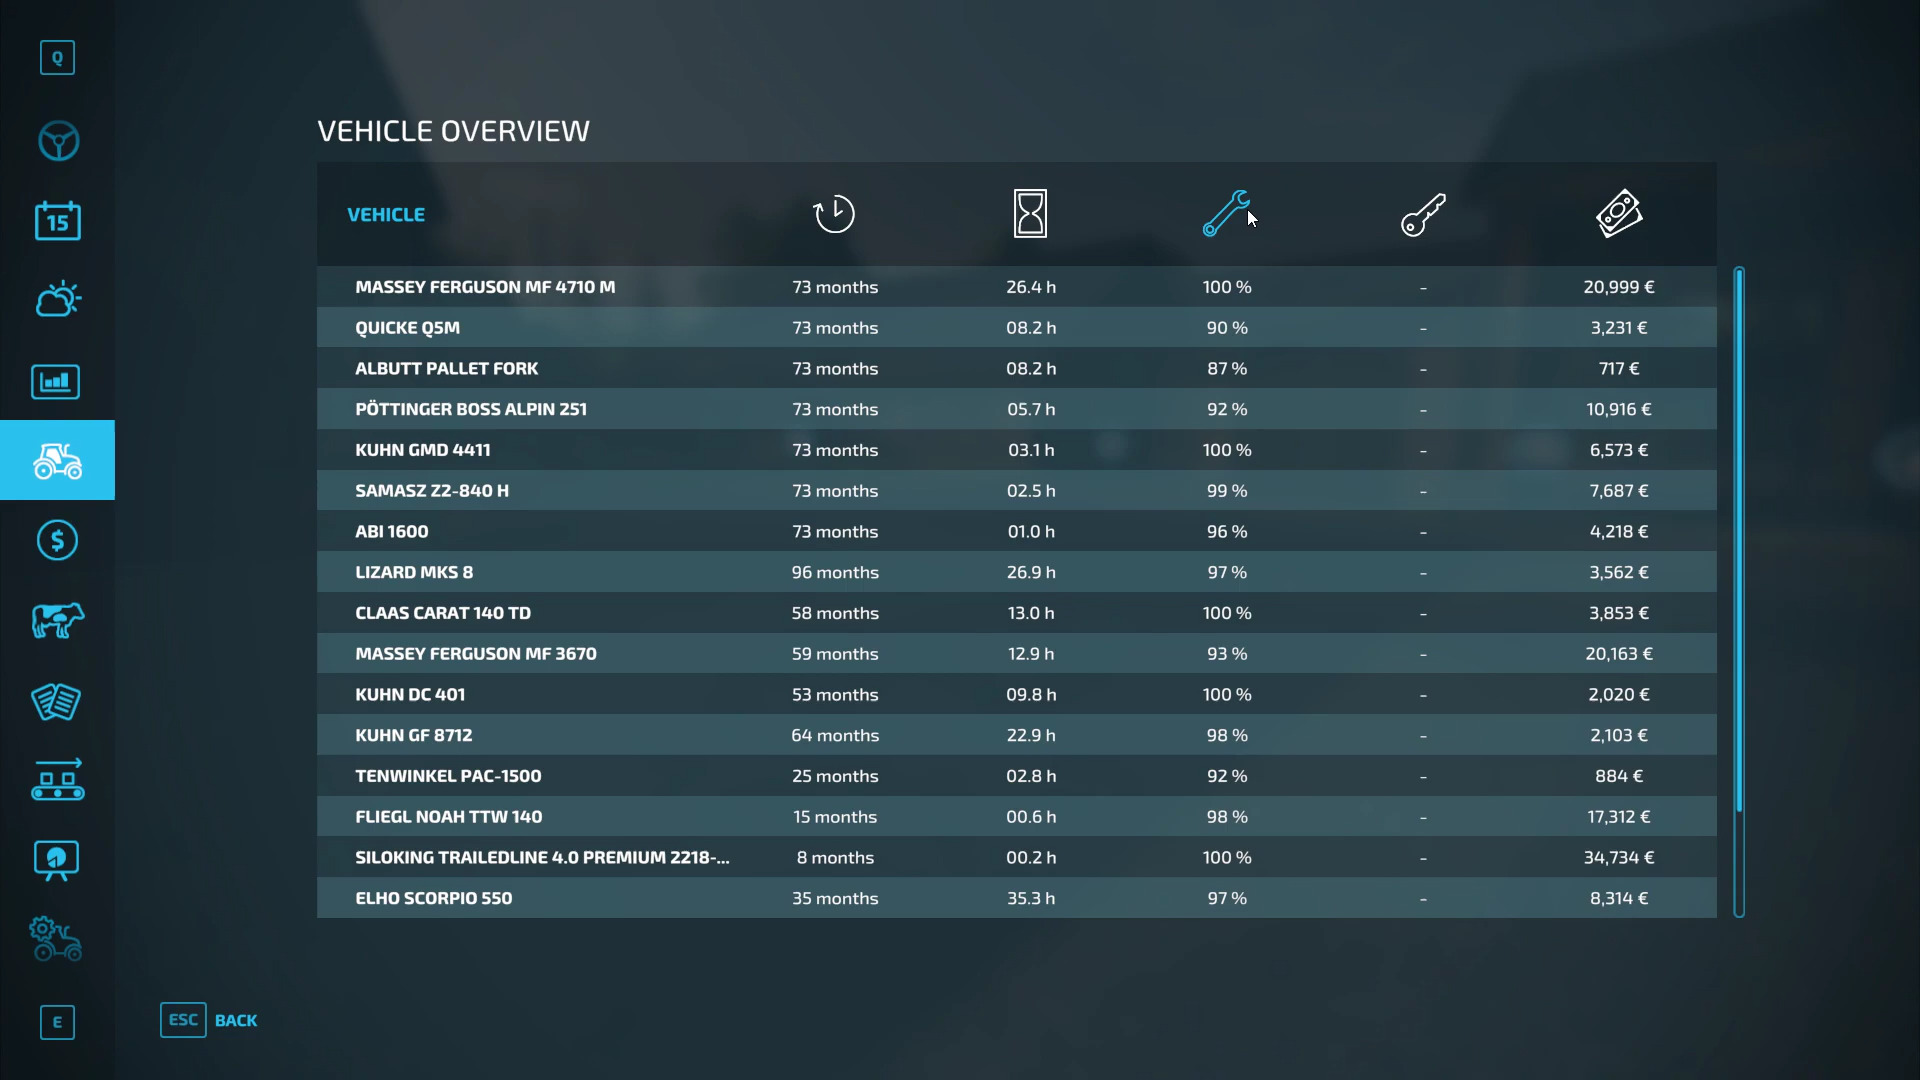 Q
15
VEHICLE OVERVIEW
VEHICLE
MASSEY FERGUSON MF 4710 M 73 months 26.4 h 100 % - 20,999 €
QUICKE Q5M 73 months 08.2 h 90 % - 3,231 €
ALBUTT PALLET FORK 73 months 08.2 h 87 % - 717 €
PÖTTINGER BOSS ALPIN 251 73 months 05.7 h 92 % - 10,916 €
KUHN GMD 4411 73 months 03.1 h 100 % - 6,573 €
SAMASZ Z2-840 H 73 months 02.5 h 99 % - 7,687 €
ABI 1600 73 months 01.0 h 96 % - 4,218 €
LIZARD MKS 8 96 months 26.9 h 97 % - 3,562 €
CLAAS CARAT 140 TD 58 months 13.0 h 100 % - 3,853 €
MASSEY FERGUSON MF 3670 59 months 12.9 h 93 % - 20,163 €
KUHN DC 401 53 months 09.8 h 100 % - 2,020 €
KUHN GF 8712 64 months 22.9 h 98 % - 2,103 €
TENWINKEL PAC-1500 25 months 02.8 h 92 % - 884 €
FLIEGL NOAH TTW 140 15 months 00.6 h 98 % - 17,312 €
SILOKING TRAILEDLINE 4.0 PREMIUM 2218-... 8 months 00.2 h 100 % - 34,734 €
ELHO SCORPIO 550 35 months 35.3 h 97 % - 8,314 €
$
E
ESC BACK